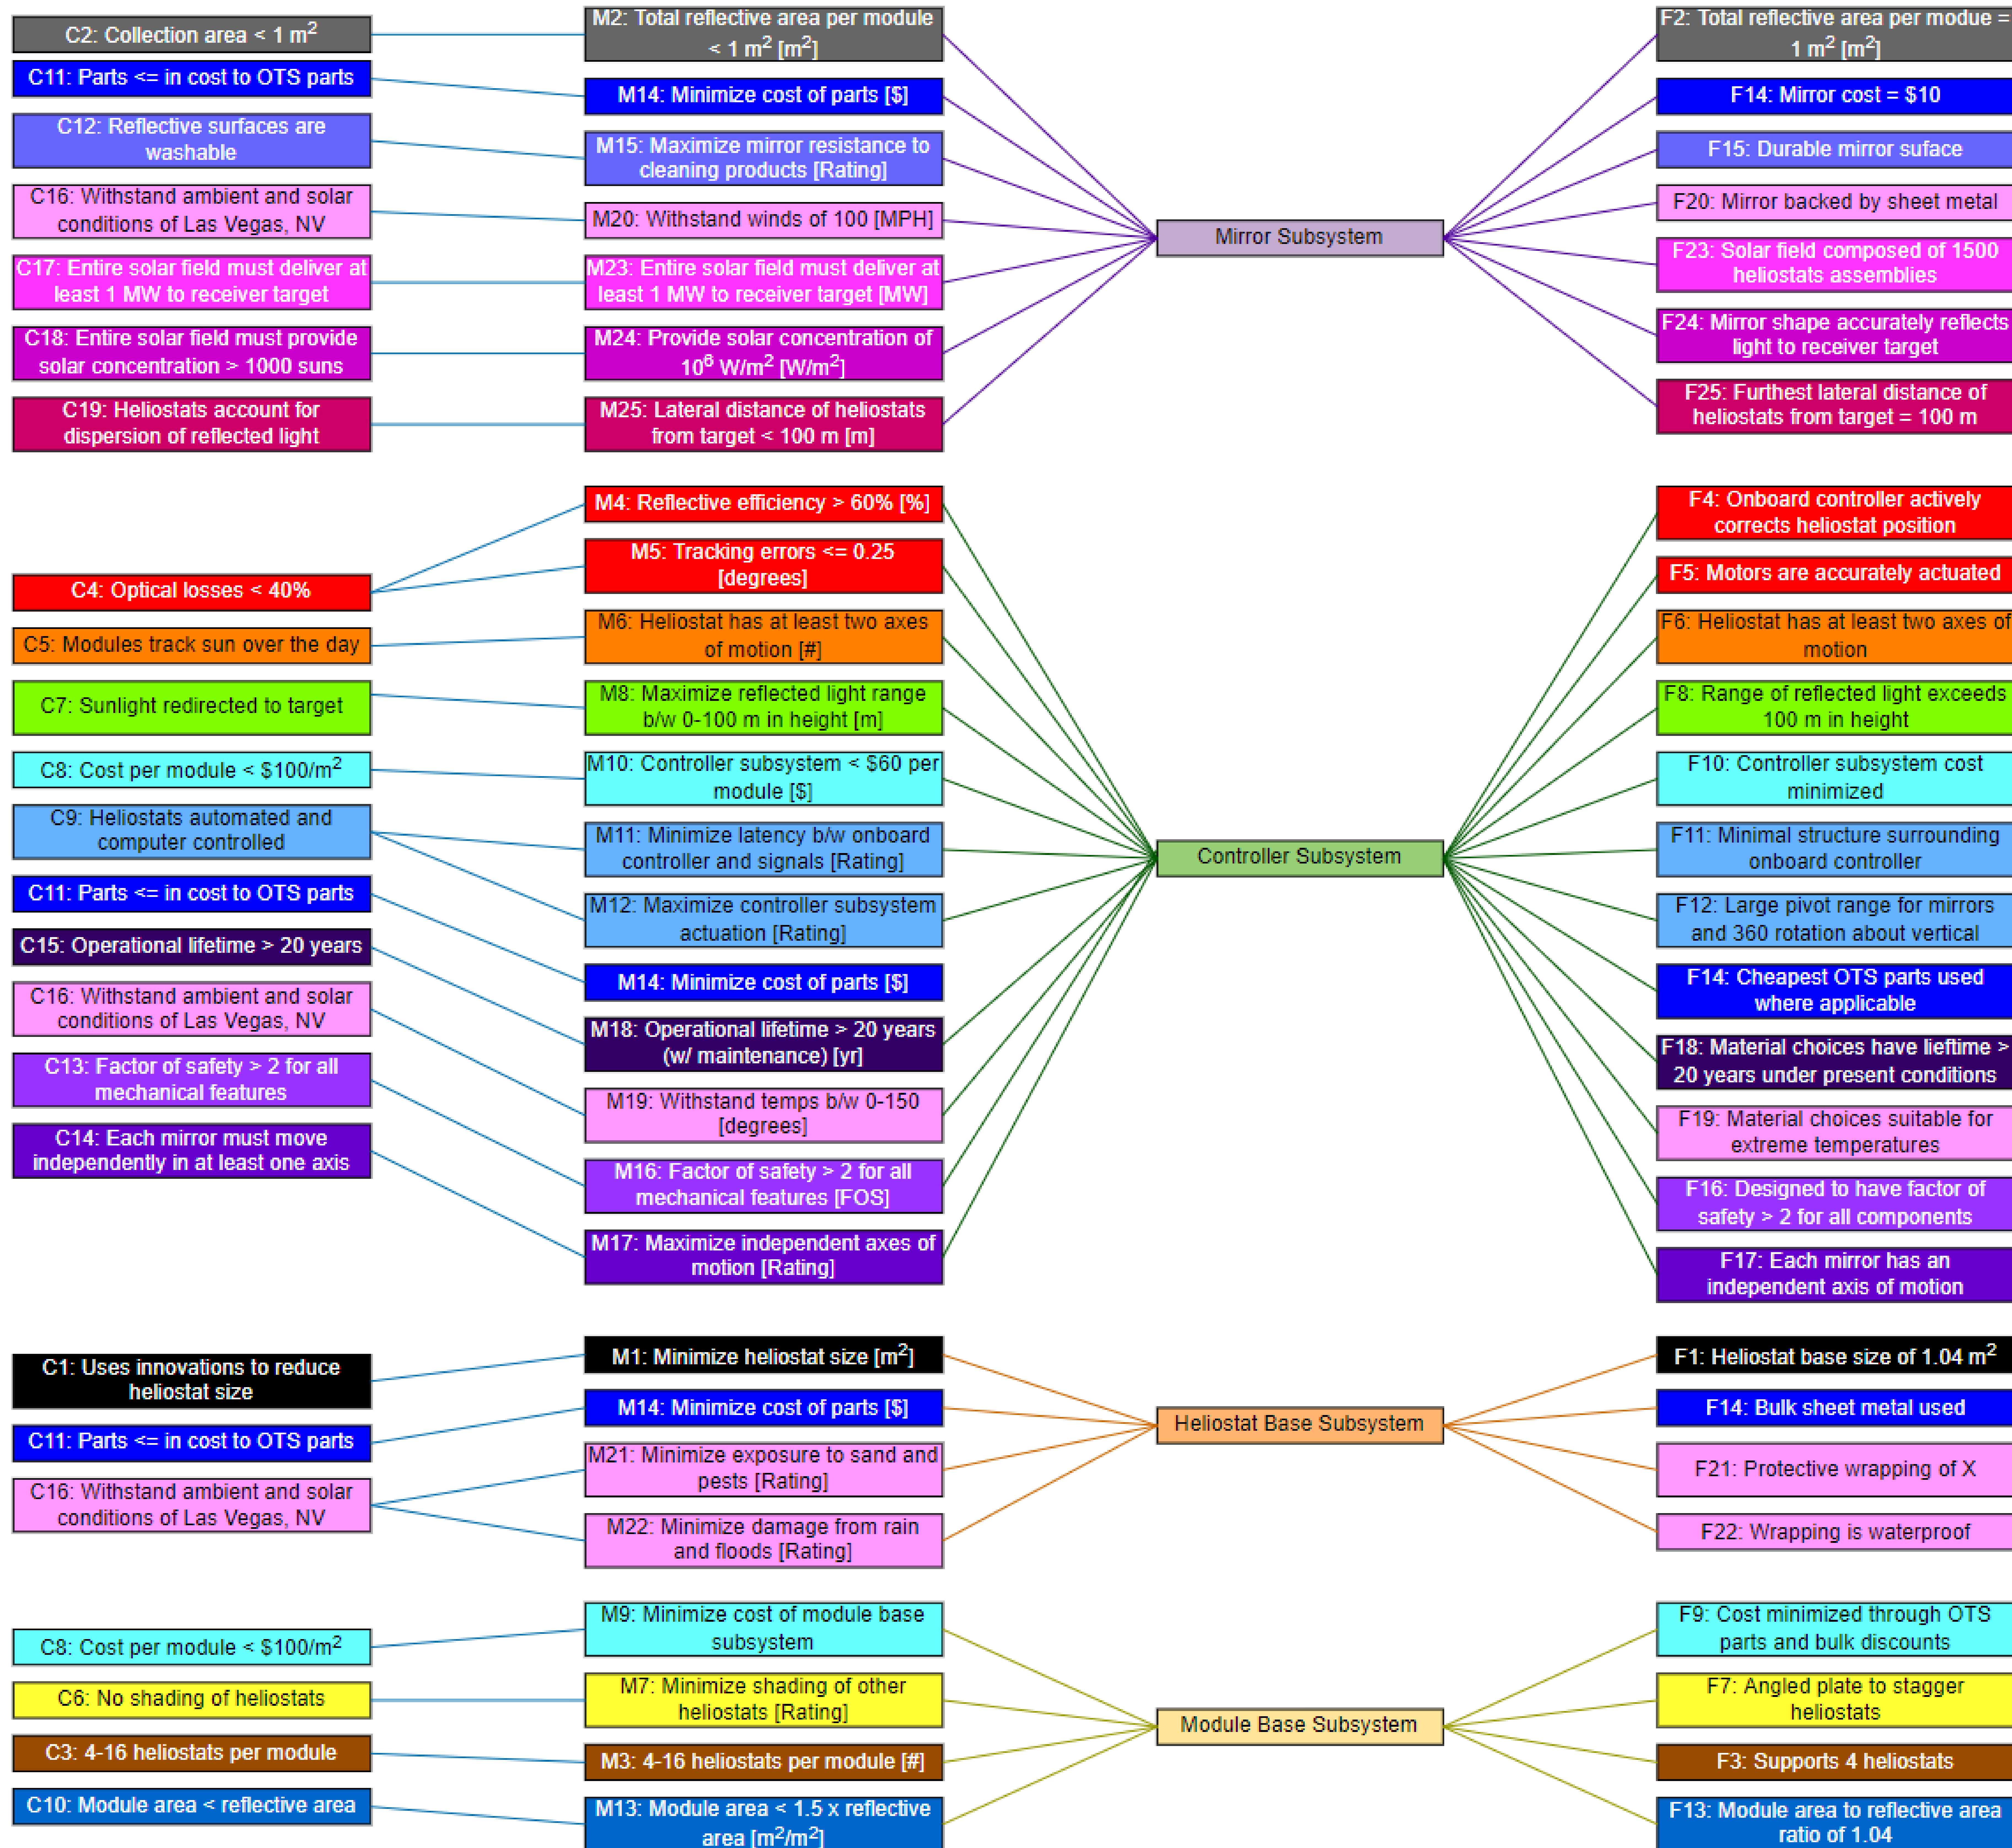 C2: Collection area < 1 m²
C11: Parts <= in cost to OTS parts
C12: Reflective surfaces are
washable
C16: Withstand ambient and solar
conditions of Las Vegas, NV
C17: Entire solar field must deliver at
least 1 MW to receiver target
C18: Entire solar field must provide
solar concentration > 1000 suns
C19: Heliostats account for
dispersion of reflected light
M2: Total reflective area per module
< 1 m² [m²]
M14: Minimize cost of parts [$]
M15: Maximize mirror resistance to
cleaning products [Rating]
M20: Withstand winds of 100 [MPH]
M23: Entire solar field must deliver at
least 1 MW to receiver target [MW]
M24: Provide solar concentration of
10⁶ W/m² [W/m²]
M25: Lateral distance of heliostats
from target < 100 m [m]
Mirror Subsystem
F2: Total reflective area per modue =
1 m² [m²]
F14: Mirror cost = $10
F15: Durable mirror suface
F20: Mirror backed by sheet metal
F23: Solar field composed of 1500
heliostats assemblies
F24: Mirror shape accurately reflects
light to receiver target
F25: Furthest lateral distance of
heliostats from target = 100 m
C4: Optical losses < 40%
C5: Modules track sun over the day
C7: Sunlight redirected to target
C8: Cost per module < $100/m²
C9: Heliostats automated and
computer controlled
C11: Parts <= in cost to OTS parts
C15: Operational lifetime > 20 years
C16: Withstand ambient and solar
conditions of Las Vegas, NV
C13: Factor of safety > 2 for all
mechanical features
C14: Each mirror must move
independently in at least one axis
M4: Reflective efficiency > 60% [%]
M5: Tracking errors <= 0.25
[degrees]
M6: Heliostat has at least two axes
of motion [#]
M8: Maximize reflected light range
b/w 0-100 m in height [m]
M10: Controller subsystem < $60 per
module [$]
M11: Minimize latency b/w onboard
controller and signals [Rating]
M12: Maximize controller subsystem
actuation [Rating]
M14: Minimize cost of parts [$]
M18: Operational lifetime > 20 years
(w/ maintenance) [yr]
M19: Withstand temps b/w 0-150
[degrees]
M16: Factor of safety > 2 for all
mechanical features [FOS]
M17: Maximize independent axes of
motion [Rating]
Controller Subsystem
F4: Onboard controller actively
corrects heliostat position
F5: Motors are accurately actuated
F6: Heliostat has at least two axes of
motion
F8: Range of reflected light exceeds
100 m in height
F10: Controller subsystem cost
minimized
F11: Minimal structure surrounding
onboard controller
F12: Large pivot range for mirrors
and 360 rotation about vertical
F14: Cheapest OTS parts used
where applicable
F18: Material choices have lieftime >
20 years under present conditions
F19: Material choices suitable for
extreme temperatures
F16: Designed to have factor of
safety > 2 for all components
F17: Each mirror has an
independent axis of motion
C1: Uses innovations to reduce
heliostat size
C11: Parts <= in cost to OTS parts
C16: Withstand ambient and solar
conditions of Las Vegas, NV
M1: Minimize heliostat size [m²]
M14: Minimize cost of parts [$]
M21: Minimize exposure to sand and
pests [Rating]
M22: Minimize damage from rain
and floods [Rating]
Heliostat Base Subsystem
F1: Heliostat base size of 1.04 m²
F14: Bulk sheet metal used
F21: Protective wrapping of X
F22: Wrapping is waterproof
C8: Cost per module < $100/m²
C6: No shading of heliostats
C3: 4-16 heliostats per module
C10: Module area < reflective area
M9: Minimize cost of module base
subsystem
M7: Minimize shading of other
heliostats [Rating]
M3: 4-16 heliostats per module [#]
M13: Module area < 1.5 x reflective
area [m²/m²]
Module Base Subsystem
F9: Cost minimized through OTS
parts and bulk discounts
F7: Angled plate to stagger
heliostats
F3: Supports 4 heliostats
F13: Module area to reflective area
ratio of 1.04